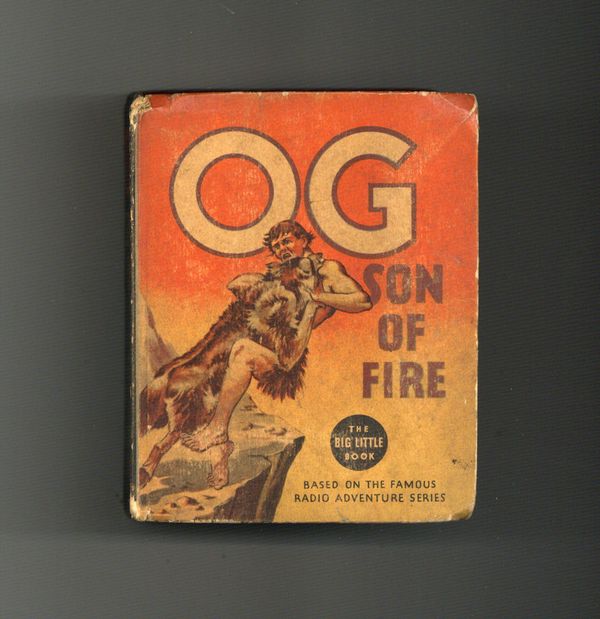 OG
SON
OF
FIRE
THE
BIG LITTLE
BOOK
BASED ON THE FAMOUS
RADIO ADVENTURE SERIES